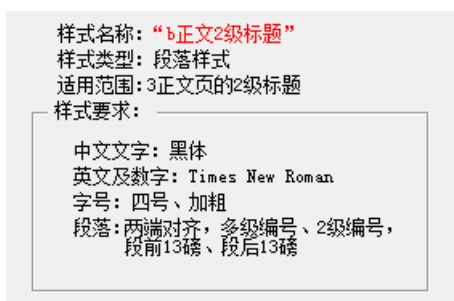 样式名称：“b正文2级标题”
样式类型：段落样式
适用范围：3正文页的2级标题
样式要求：
中文文字：黑体
英文及数字：Times New Roman
字号：四号、加粗
段落：两端对齐，多级编号、2级编号，
段前13磅、段后13磅